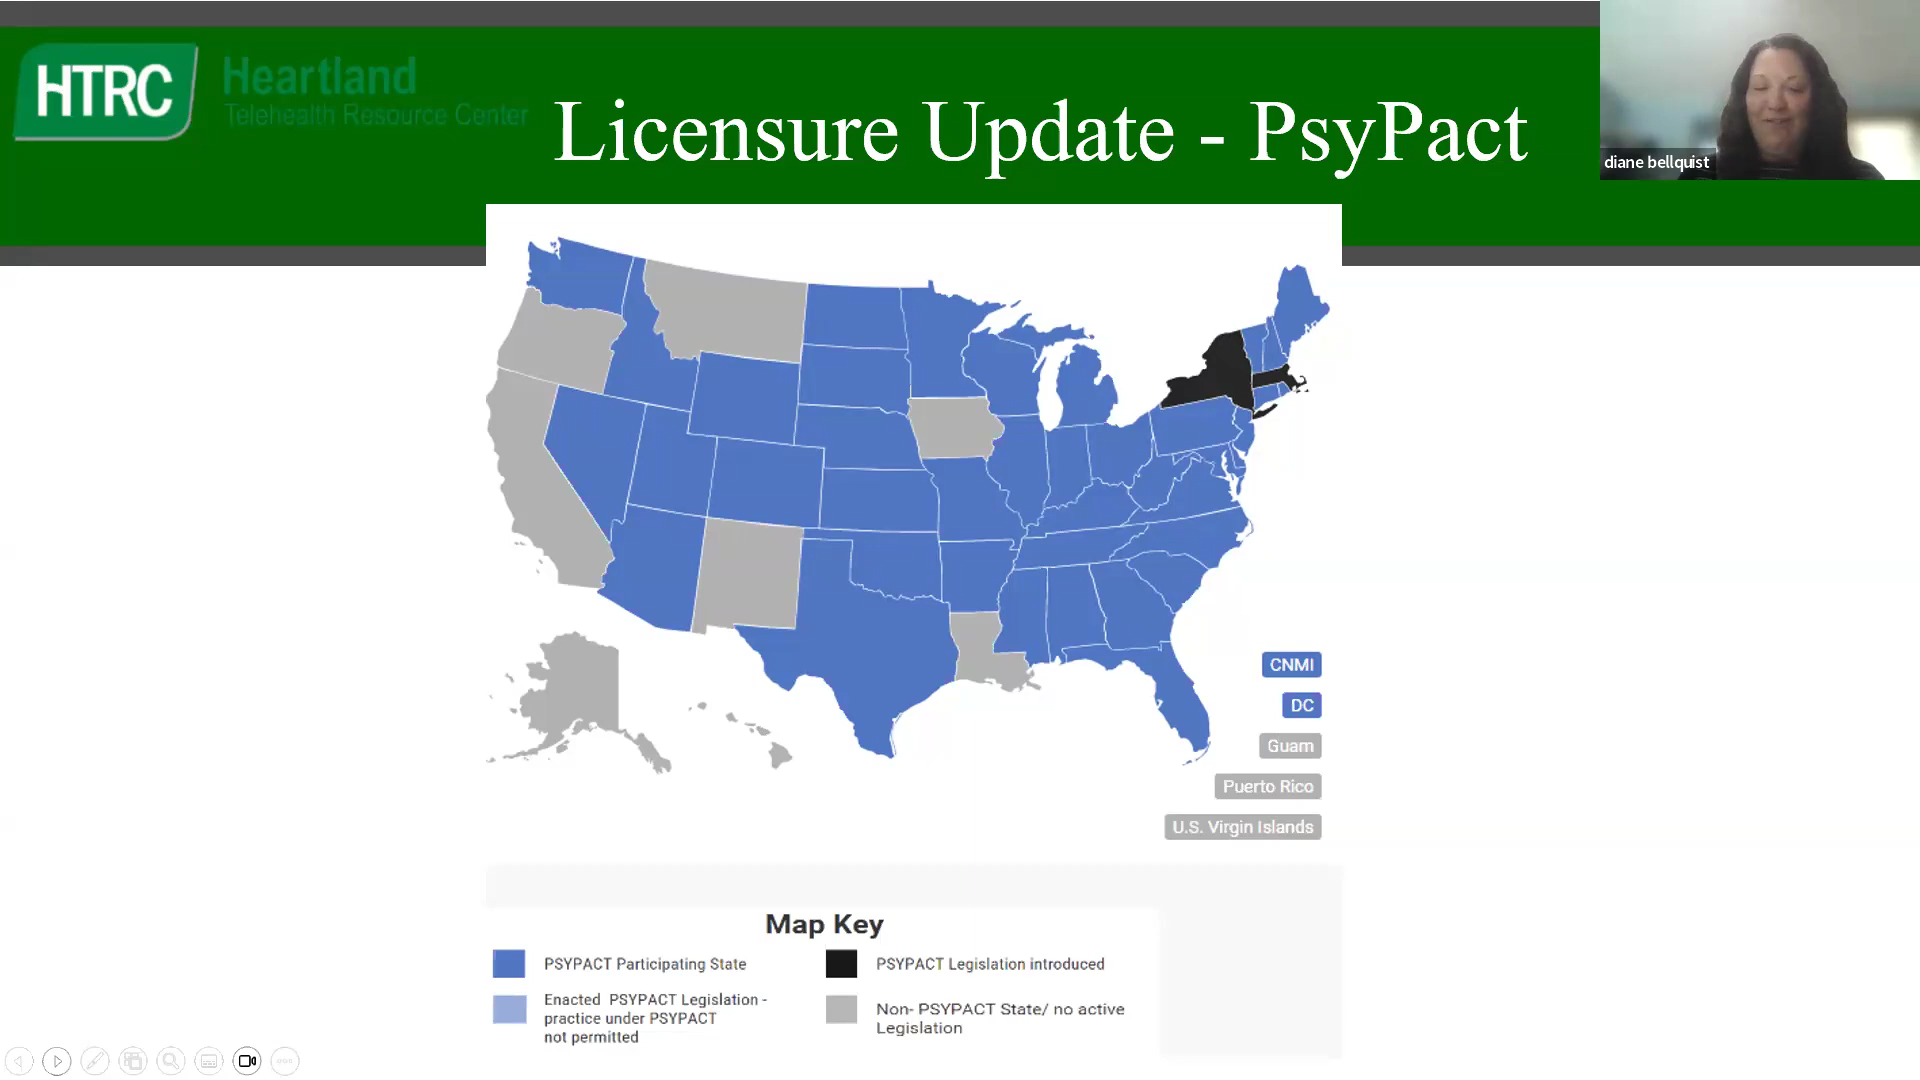 HTRC
Heartland
Telehealth Resource Center
Licensure Update - PsyPact
diane bellquist
CNMI
DC
Guam
Puerto Rico
U.S. Virgin Islands
Map Key
PSYPACT Participating State
Enacted PSYPACT Legislation -
practice under PSYPACT
not permitted
PSYPACT Legislation introduced
Non- PSYPACT State/ no active
Legislation